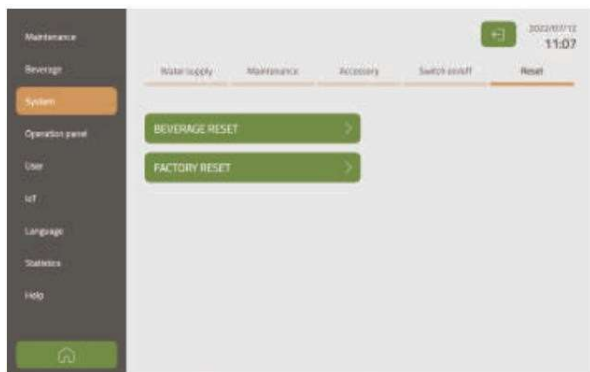 Maintenance
Beverage
System
Operation panel
User
IoT
Language
Statistics
Help
2022/07/12
11:07
Water supply
Maintenance
Accessory
Switch on/off
Reset
BEVERAGE RESET
FACTORY RESET